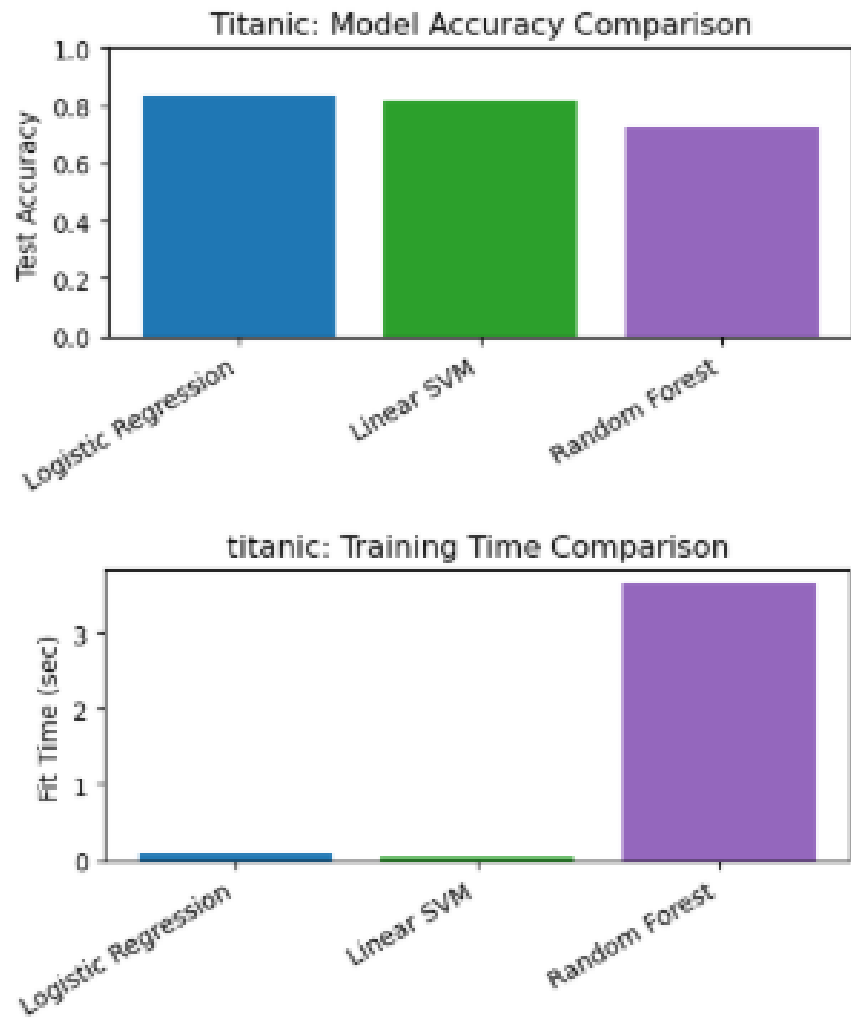 Titanic: Model Accuracy Comparison
1.0
0.8
0.6
0.4
0.2
0.0
Test Accuracy
Logistic Regression
Linear SVM
Random Forest
titanic: Training Time Comparison
3
2
1
0
Fit Time (sec)
Logistic Regression
Linear SVM
Random Forest